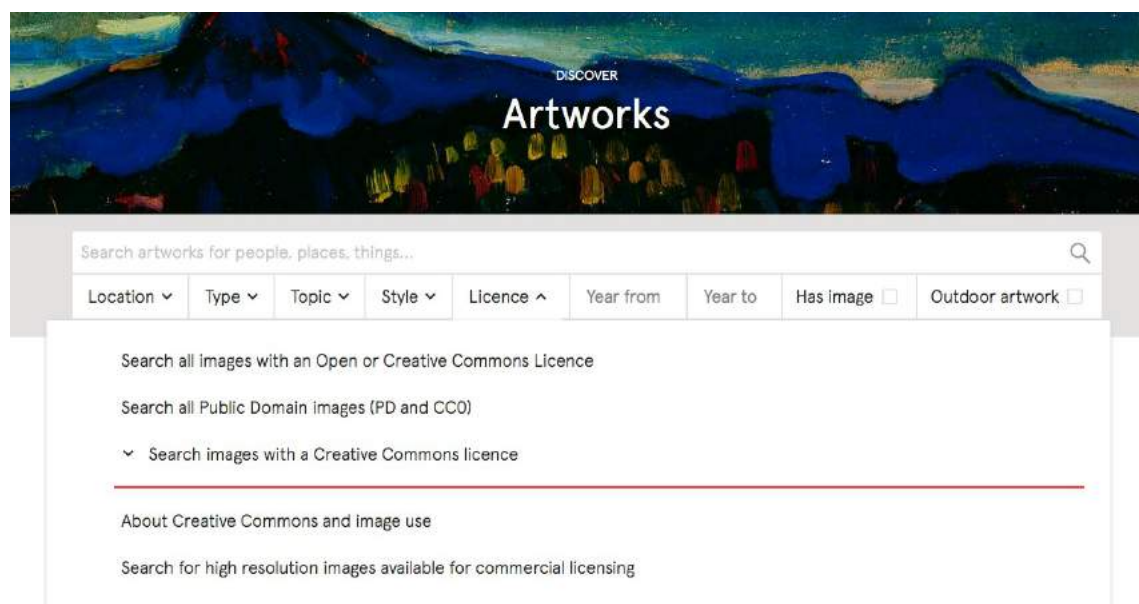 DISCOVER
Artworks
Search artworks for people, places, things...
Location Type Topic Style Licence Year from Year to Has image Outdoor artwork
Search all images with an Open or Creative Commons Licence
Search all Public Domain images (PD and CC0)
Search images with a Creative Commons licence
About Creative Commons and image use
Search for high resolution images available for commercial licensing